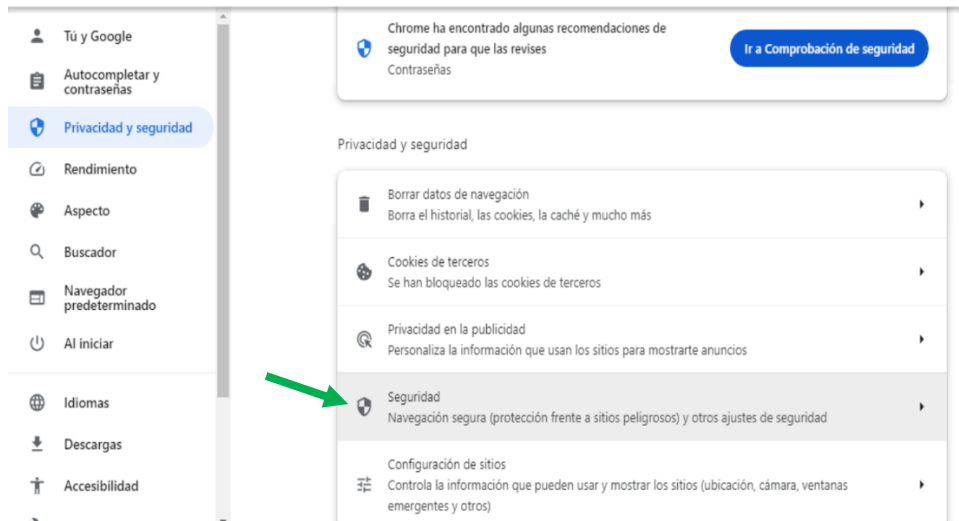 Tú y Google
Autocompletar y
contraseñas
Privacidad y seguridad
Rendimiento
Aspecto
Buscador
Navegador
predeterminado
Al iniciar
Idiomas
Descargas
Accesibilidad
Chrome ha encontrado algunas recomendaciones de
seguridad para que las revises
Contraseñas
Ir a Comprobación de seguridad
Privacidad y seguridad
Borrar datos de navegación
Borra el historial, las cookies, la caché y mucho más
Cookies de terceros
Se han bloqueado las cookies de terceros
Privacidad en la publicidad
Personaliza la información que usan los sitios para mostrarte anuncios
Seguridad
Navegación segura (protección frente a sitios peligrosos) y otros ajustes de seguridad
Configuración de sitios
Controla la información que pueden usar y mostrar los sitios (ubicación, cámara, ventanas
emergentes y otros)